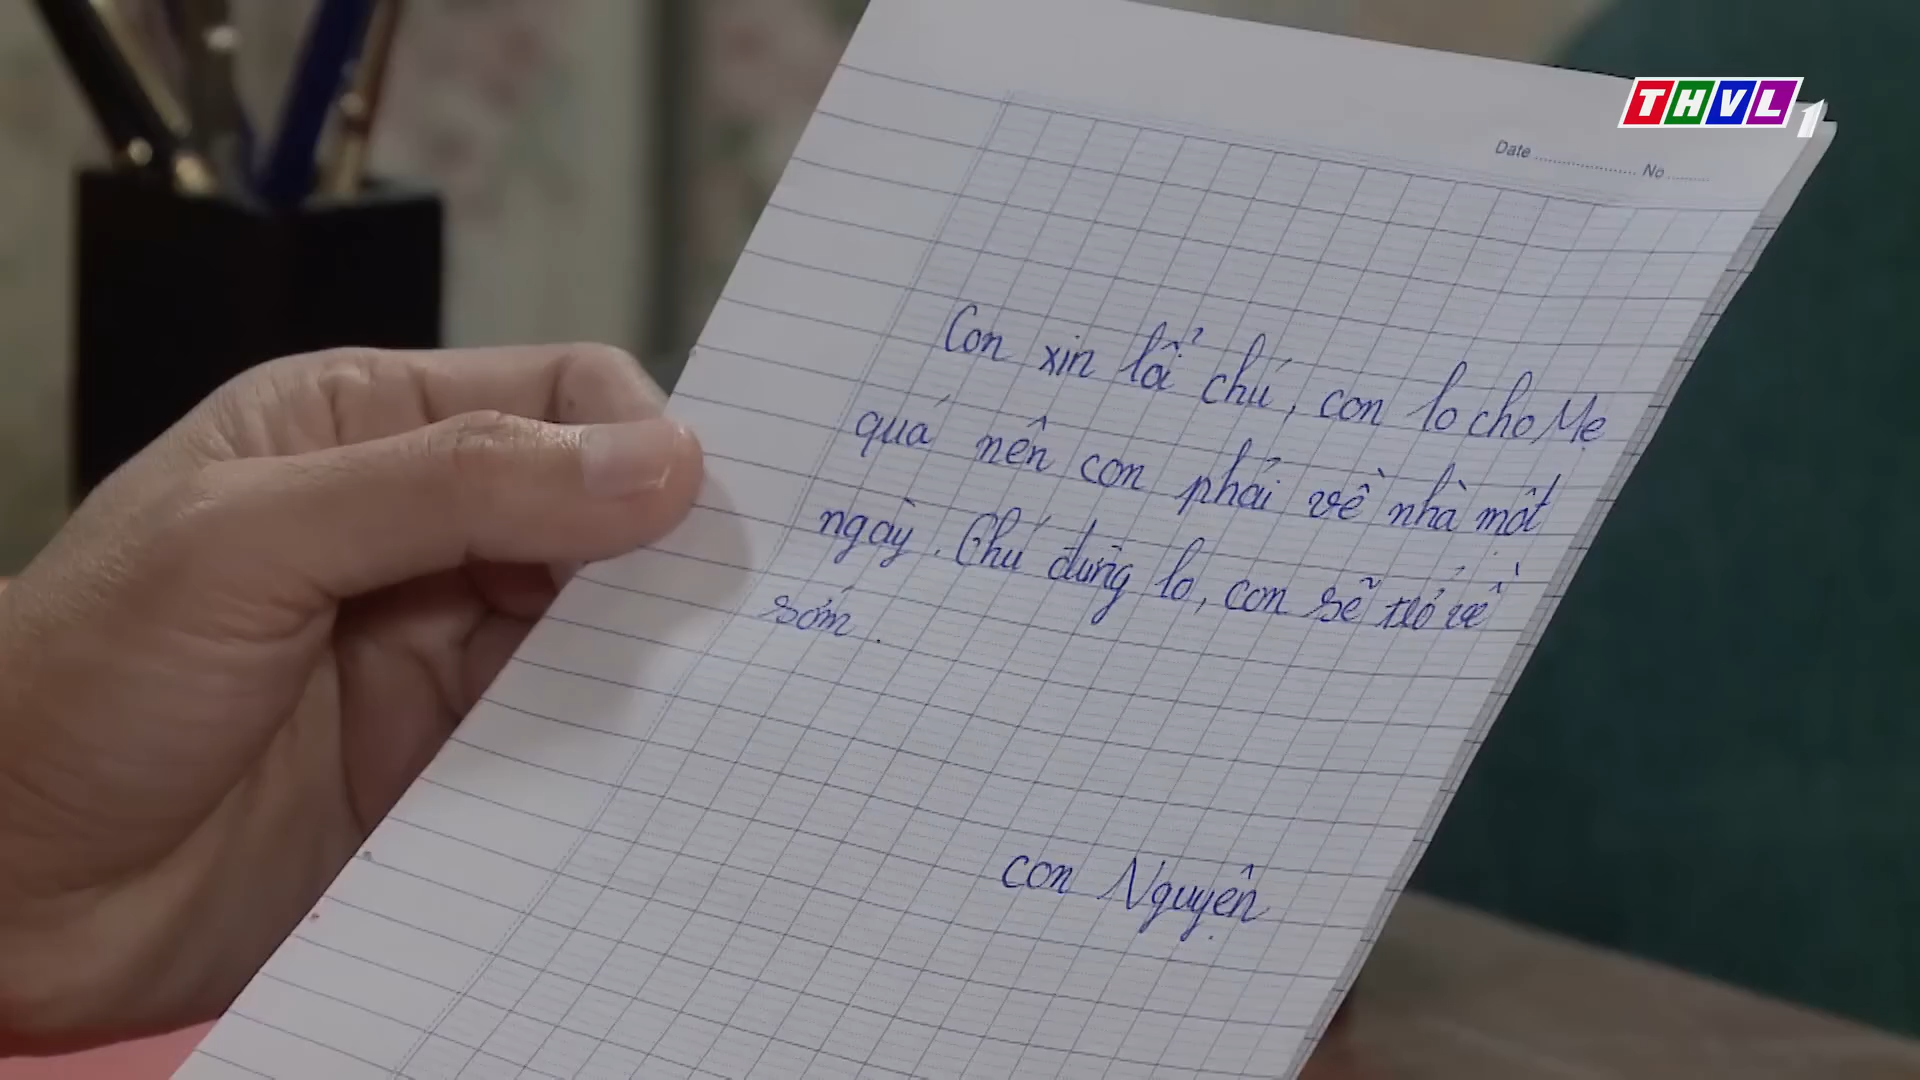 THVL1
Date ........ No ........
Con xin lổi chú, con lo cho Mẹ
quá nên con phải về nhà một
ngày. Chú đừng lo, con sẽ trở về
sớm.
con Nguyện